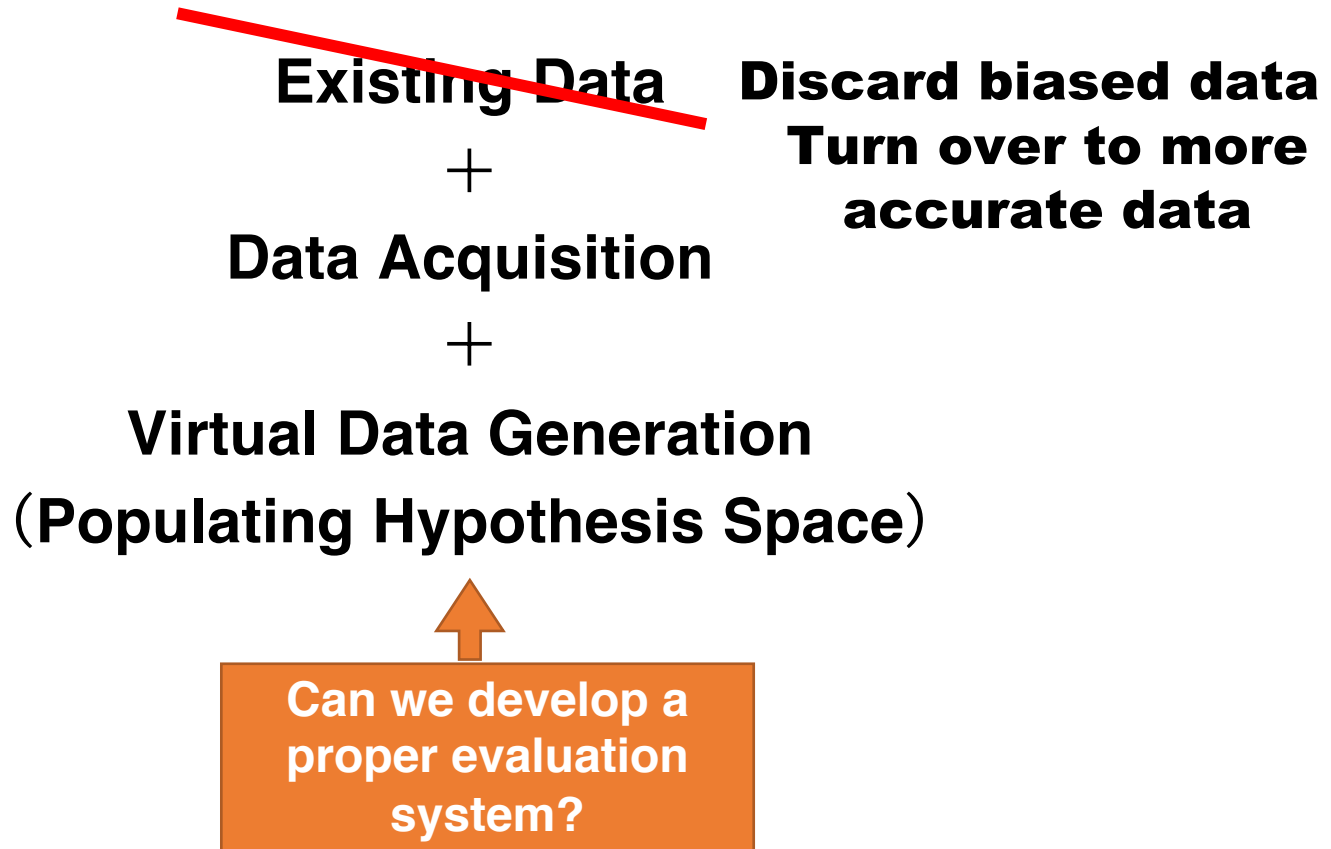 Existing Data
Discard biased data
Turn over to more
accurate data
+
Data Acquisition
+
Virtual Data Generation
（Populating Hypothesis Space）
Can we develop a
proper evaluation
system?